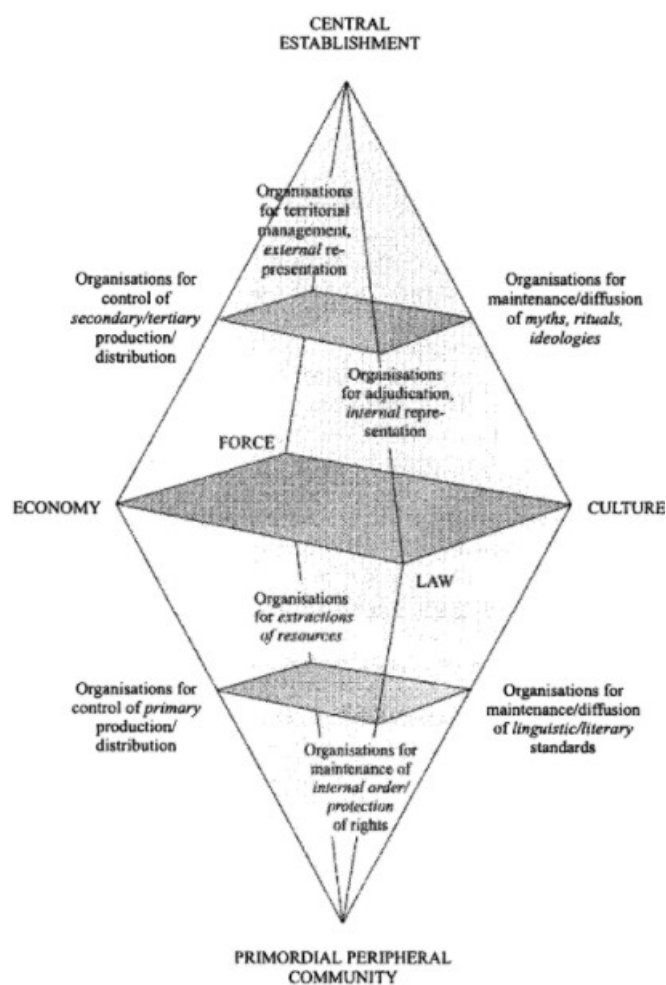 CENTRAL
ESTABLISHMENT
Organisations
for territorial
management,
external re-
presentation
Organisations for
control of
secondary/tertiary
production/
distribution
Organisations for
maintenance/diffusion
of myths, rituals,
ideologies
Organisations
for adjudication,
internal repre-
sentation
FORCE
ECONOMY
CULTURE
LAW
Organisations
for extractions
of resources
Organisations for
control of primary
production/
distribution
Organisations for
maintenance/diffusion
of linguistic/literary
standards
Organisations for
maintenance of
internal order/
protection
of rights
PRIMORDIAL PERIPHERAL
COMMUNITY